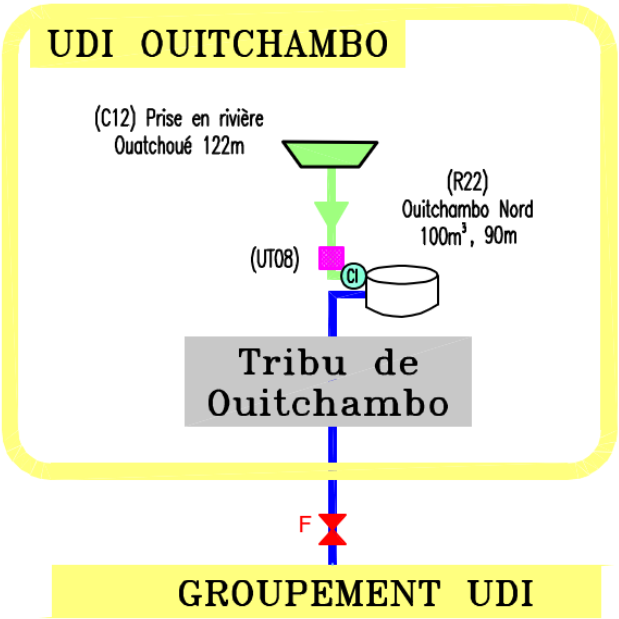 UDI OUITCHAMBO
(C12) Prise en rivière
Ouatchoué 122m
(R22)
Ouitchambo Nord
100m³, 90m
(UT08)
Cl
Tribu de
Ouitchambo
F
GROUPEMENT UDI